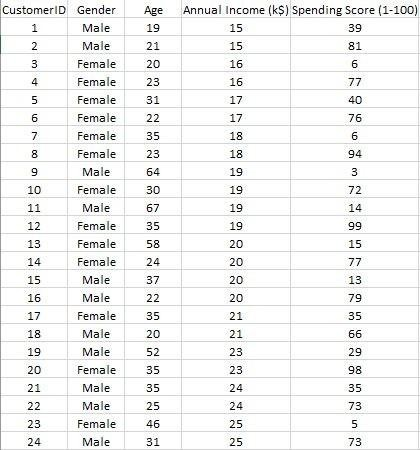 CustomerID Gender Age Annual Income (k$) Spending Score (1-100)
1 Male 19 15 39
2 Male 21 15 81
3 Female 20 16 6
4 Female 23 16 77
5 Female 31 17 40
6 Female 22 17 76
7 Female 35 18 6
8 Female 23 18 94
9 Male 64 19 3
10 Female 30 19 72
11 Male 67 19 14
12 Female 35 19 99
13 Female 58 20 15
14 Female 24 20 77
15 Male 37 20 13
16 Male 22 20 79
17 Female 35 21 35
18 Male 20 21 66
19 Male 52 23 29
20 Female 35 23 98
21 Male 35 24 35
22 Male 25 24 73
23 Female 46 25 5
24 Male 31 25 73